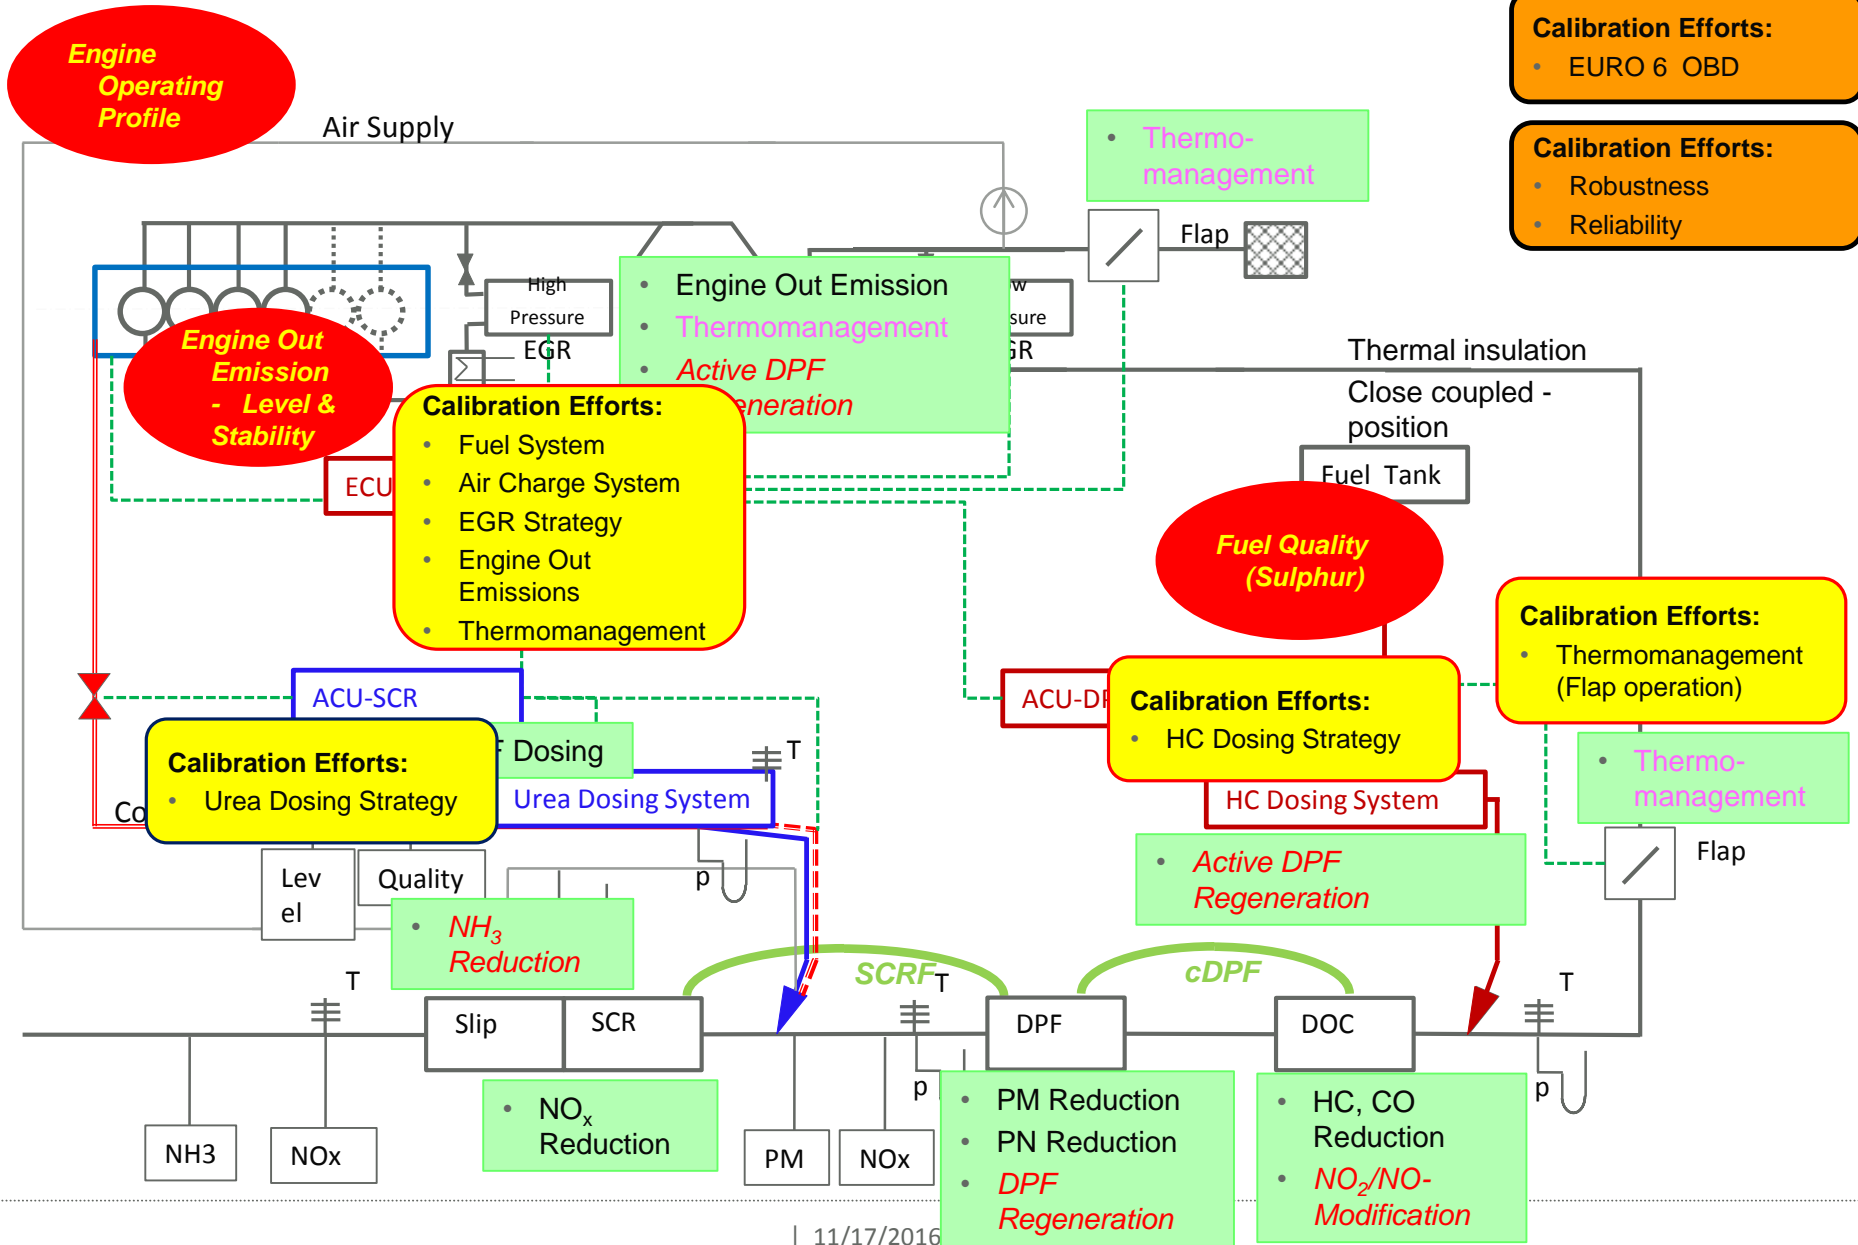 Engine
Operating
Profile
Air Supply
Calibration Efforts:
• EURO 6 OBD
Calibration Efforts:
• Robustness
• Reliability
• Thermo-
management
Flap
High
Pressure
EGR
• Engine Out Emission
• Thermomanagement
• Active DPF
Engine Out
Emission
- Level &
Stability
Thermal insulation
Close coupled -
position
Fuel Tank
ECU
Calibration Efforts:
• Fuel System
• Air Charge System
• EGR Strategy
• Engine Out
Emissions
• Thermomanagement
Fuel Quality
(Sulphur)
Calibration Efforts:
• Thermomanagement
(Flap operation)
ACU-SCR
Calibration Efforts:
• HC Dosing Strategy
Dosing
T
Calibration Efforts:
• Urea Dosing Strategy
Urea Dosing System
HC Dosing System
• Thermo-
management
Flap
Lev
el
Quality
p
• Active DPF
Regeneration
• NH3
Reduction
SCRF
cDPF
T
T
T
Slip
SCR
DPF
DOC
p
p
• NOx
Reduction
• PM Reduction
• PN Reduction
• DPF
Regeneration
• HC, CO
Reduction
• NO2/NO-
Modification
NH3
NOx
PM
NOx
| 11/17/2016